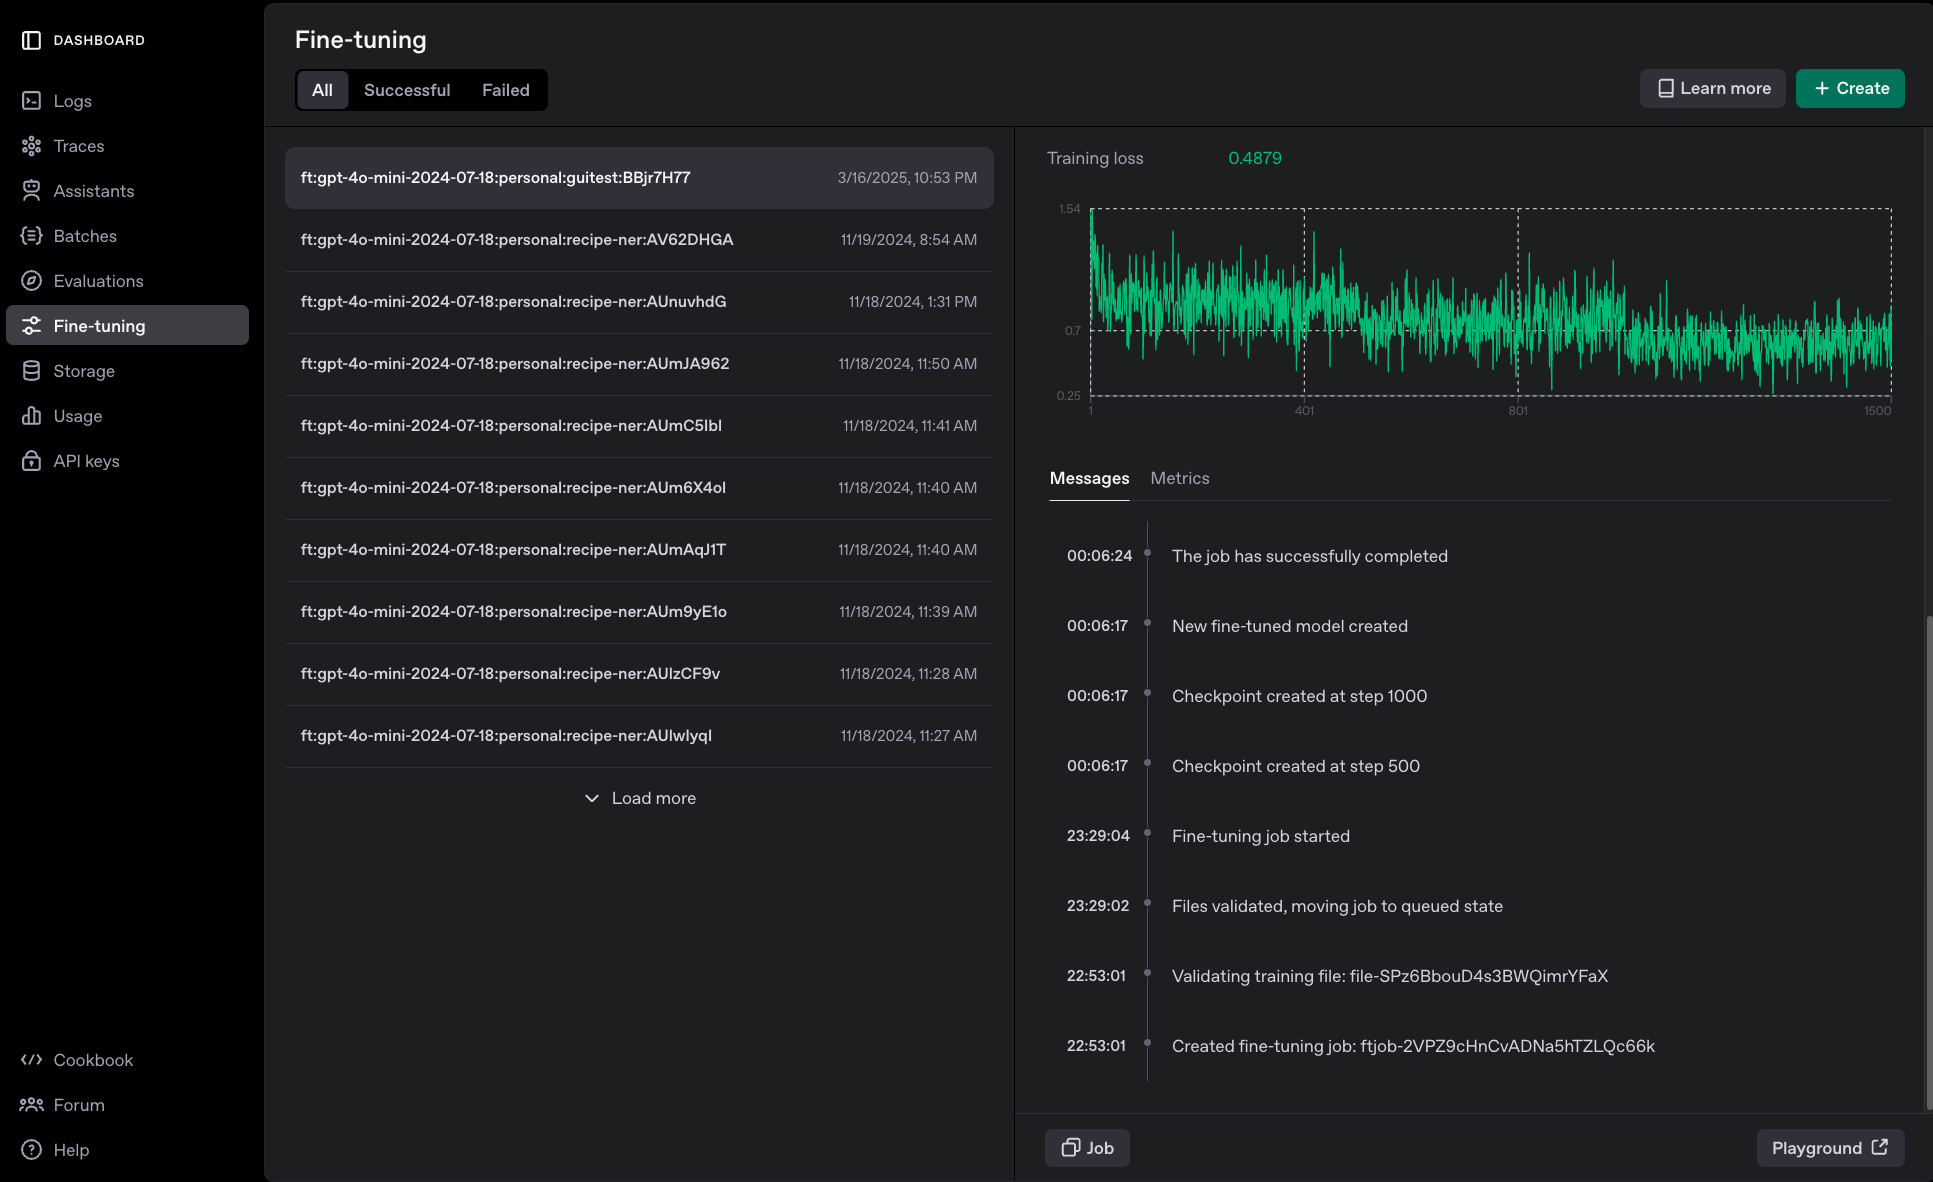 DASHBOARD
Logs
Traces
Assistants
Batches
Evaluations
Fine-tuning
Storage
Usage
API keys
Cookbook
Forum
Help
Fine-tuning
All Successful Failed
Learn more
+ Create
ft:gpt-4o-mini-2024-07-18:personal:guitest:BBjr7H77 3/16/2025, 10:53 PM
ft:gpt-4o-mini-2024-07-18:personal:recipe-ner:AV62DHGA 11/19/2024, 8:54 AM
ft:gpt-4o-mini-2024-07-18:personal:recipe-ner:AUnuvhdG 11/18/2024, 1:31 PM
ft:gpt-4o-mini-2024-07-18:personal:recipe-ner:AUmJA962 11/18/2024, 11:50 AM
ft:gpt-4o-mini-2024-07-18:personal:recipe-ner:AUmC5IbI 11/18/2024, 11:41 AM
ft:gpt-4o-mini-2024-07-18:personal:recipe-ner:AUm6X4ol 11/18/2024, 11:40 AM
ft:gpt-4o-mini-2024-07-18:personal:recipe-ner:AUmAqJ1T 11/18/2024, 11:40 AM
ft:gpt-4o-mini-2024-07-18:personal:recipe-ner:AUm9yE1o 11/18/2024, 11:39 AM
ft:gpt-4o-mini-2024-07-18:personal:recipe-ner:AUlzCF9v 11/18/2024, 11:28 AM
ft:gpt-4o-mini-2024-07-18:personal:recipe-ner:AUlwIyqI 11/18/2024, 11:27 AM
Load more
Training loss 0.4879
1.54
0.7
0.25
1 401 801 1500
Messages Metrics
00:06:24 The job has successfully completed
00:06:17 New fine-tuned model created
00:06:17 Checkpoint created at step 1000
00:06:17 Checkpoint created at step 500
23:29:04 Fine-tuning job started
23:29:02 Files validated, moving job to queued state
22:53:01 Validating training file: file-SPz6BbouD4s3BWQimrYFaX
22:53:01 Created fine-tuning job: ftjob-2VPZ9cHnCvADNa5hTZLQc66k
Job
Playground